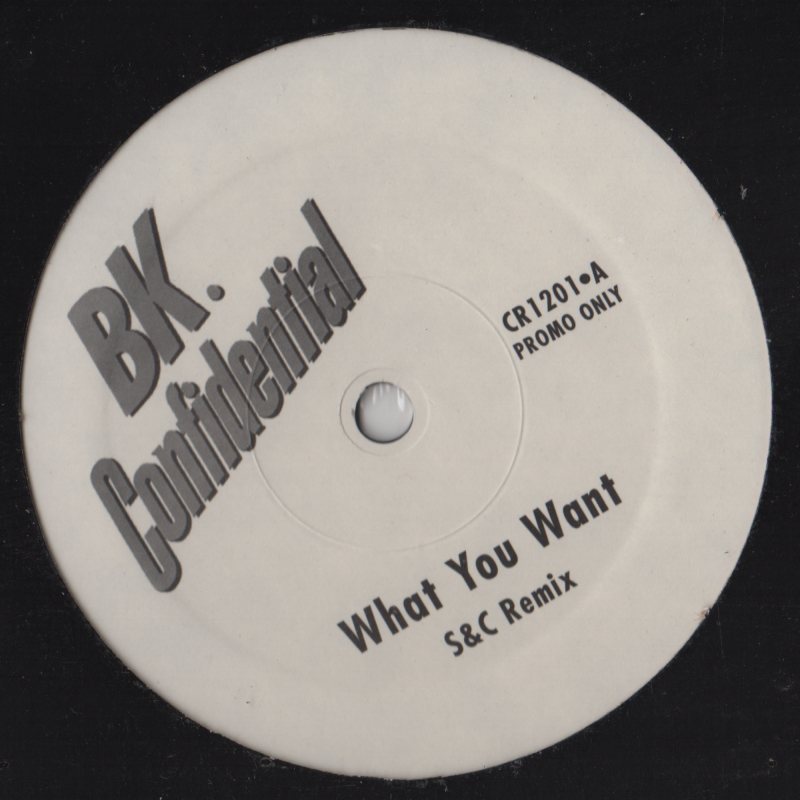 BK.
Confidential
CR1201•A
PROMO ONLY
What You Want
S&C Remix